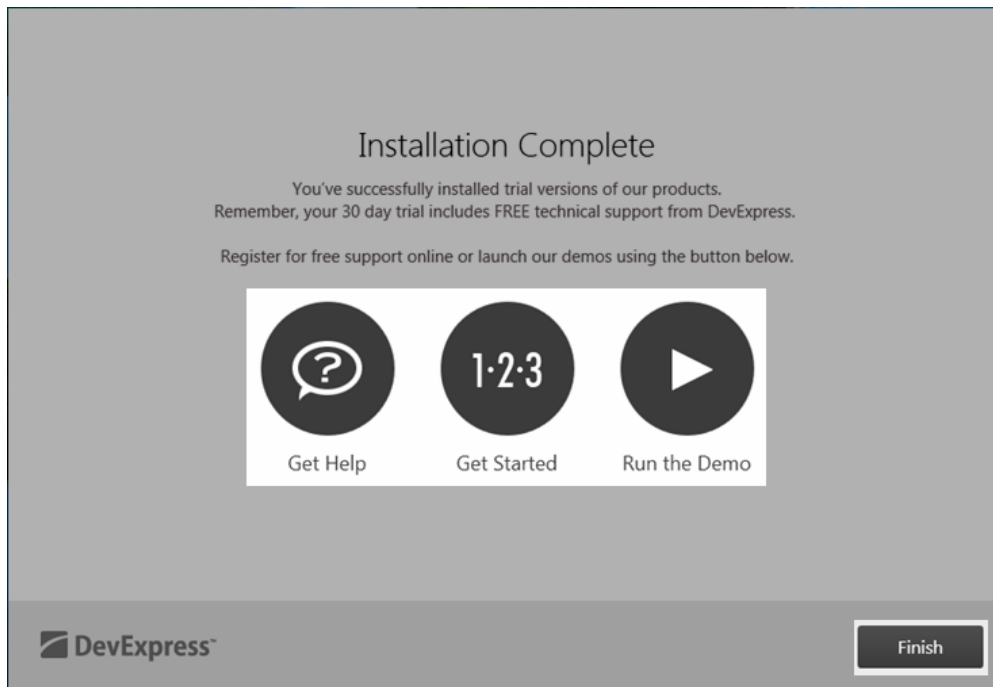 Installation Complete
You've successfully installed trial versions of our products.
Remember, your 30 day trial includes FREE technical support from DevExpress.
Register for free support online or launch our demos using the button below.
?
1·2·3
Get Help
Get Started
Run the Demo
DevExpress™
Finish